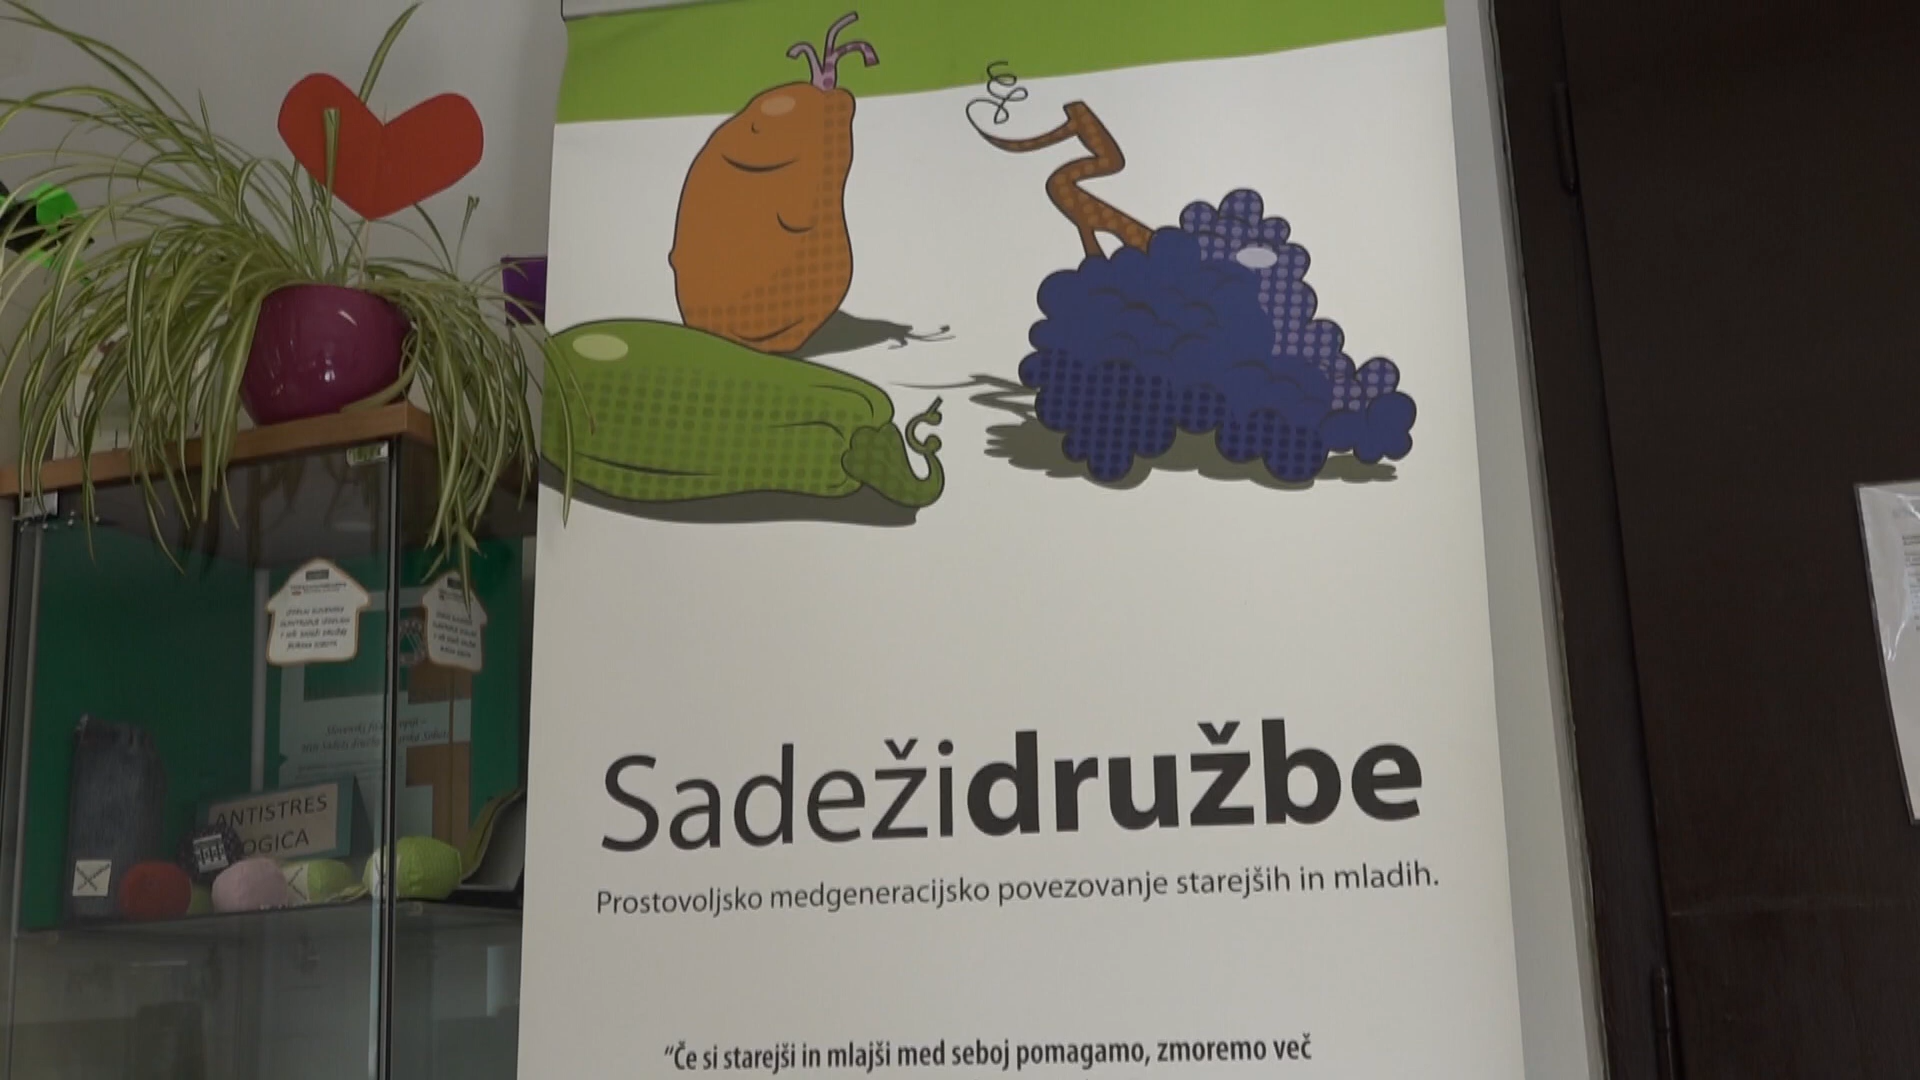 Sadeži družbe
Prostovoljsko medgeneracijsko povezovanje starejših in mladih.
“Če si starejši in mlajši med seboj pomagamo, zmoremo več
ANTISTRES
OGICA